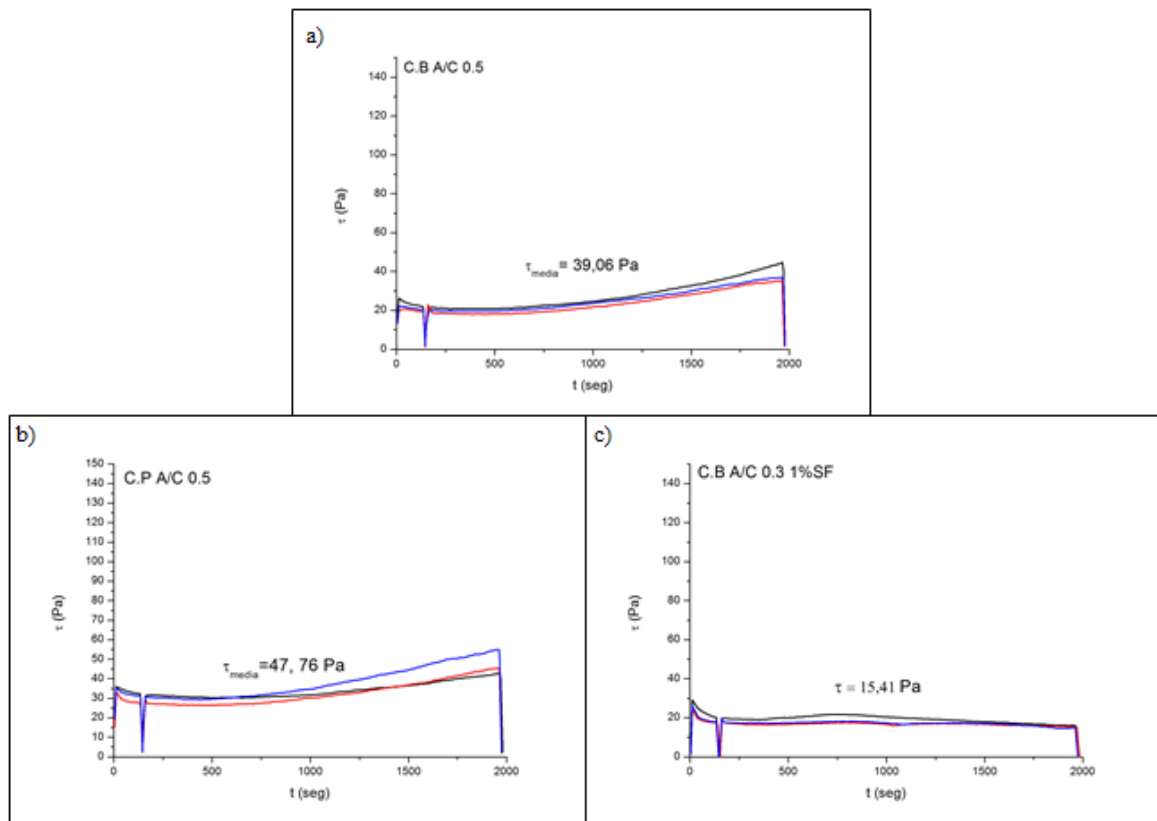 a)
C.B A/C 0.5
140
120
100
80
60
40
20
0
τ (Pa)
τmedia= 39,06 Pa
0 500 1000 1500 2000
t (seg)
b)
C.P A/C 0.5
150
140
130
120
110
100
90
80
70
60
50
40
30
20
10
0
τ (Pa)
τmedia=47, 76 Pa
0 500 1000 1500 2000
t (seg)
c)
C.B A/C 0.3 1%SF
140
120
100
80
60
40
20
0
τ (Pa)
τ = 15,41 Pa
0 500 1000 1500 2000
t (seg)